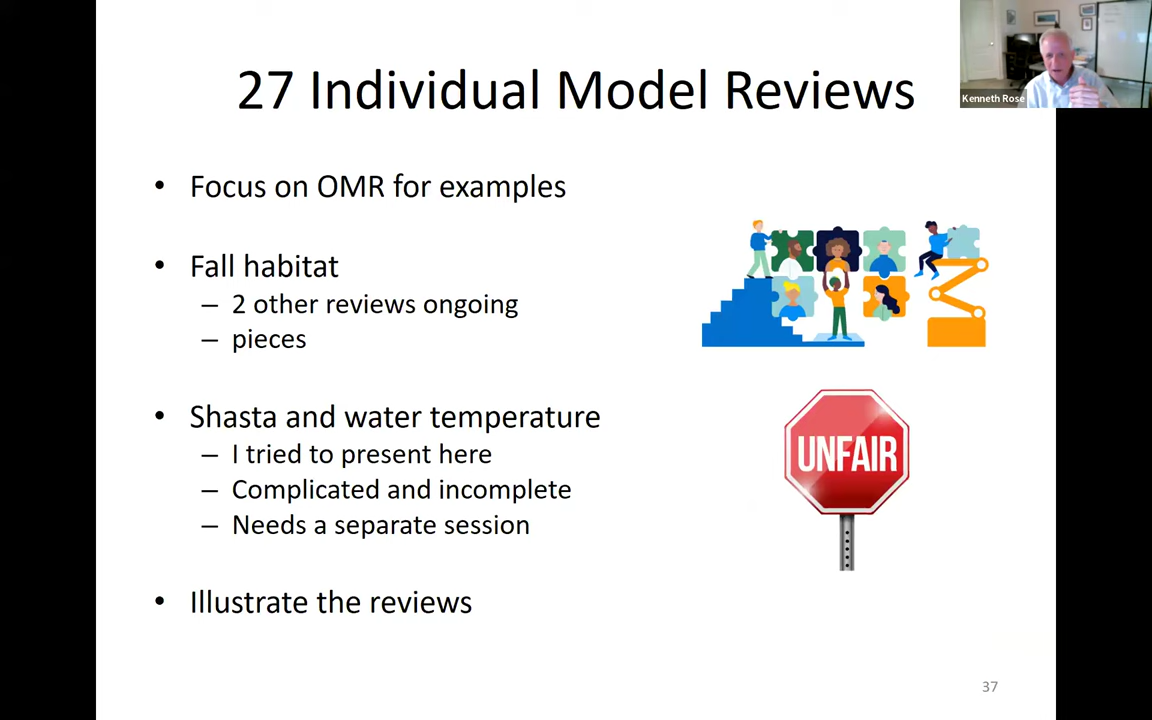 27 Individual Model Reviews
Kenneth Rose
• Focus on OMR for examples
• Fall habitat
– 2 other reviews ongoing
– pieces
• Shasta and water temperature
– I tried to present here
– Complicated and incomplete
– Needs a separate session
• Illustrate the reviews
UNFAIR
37